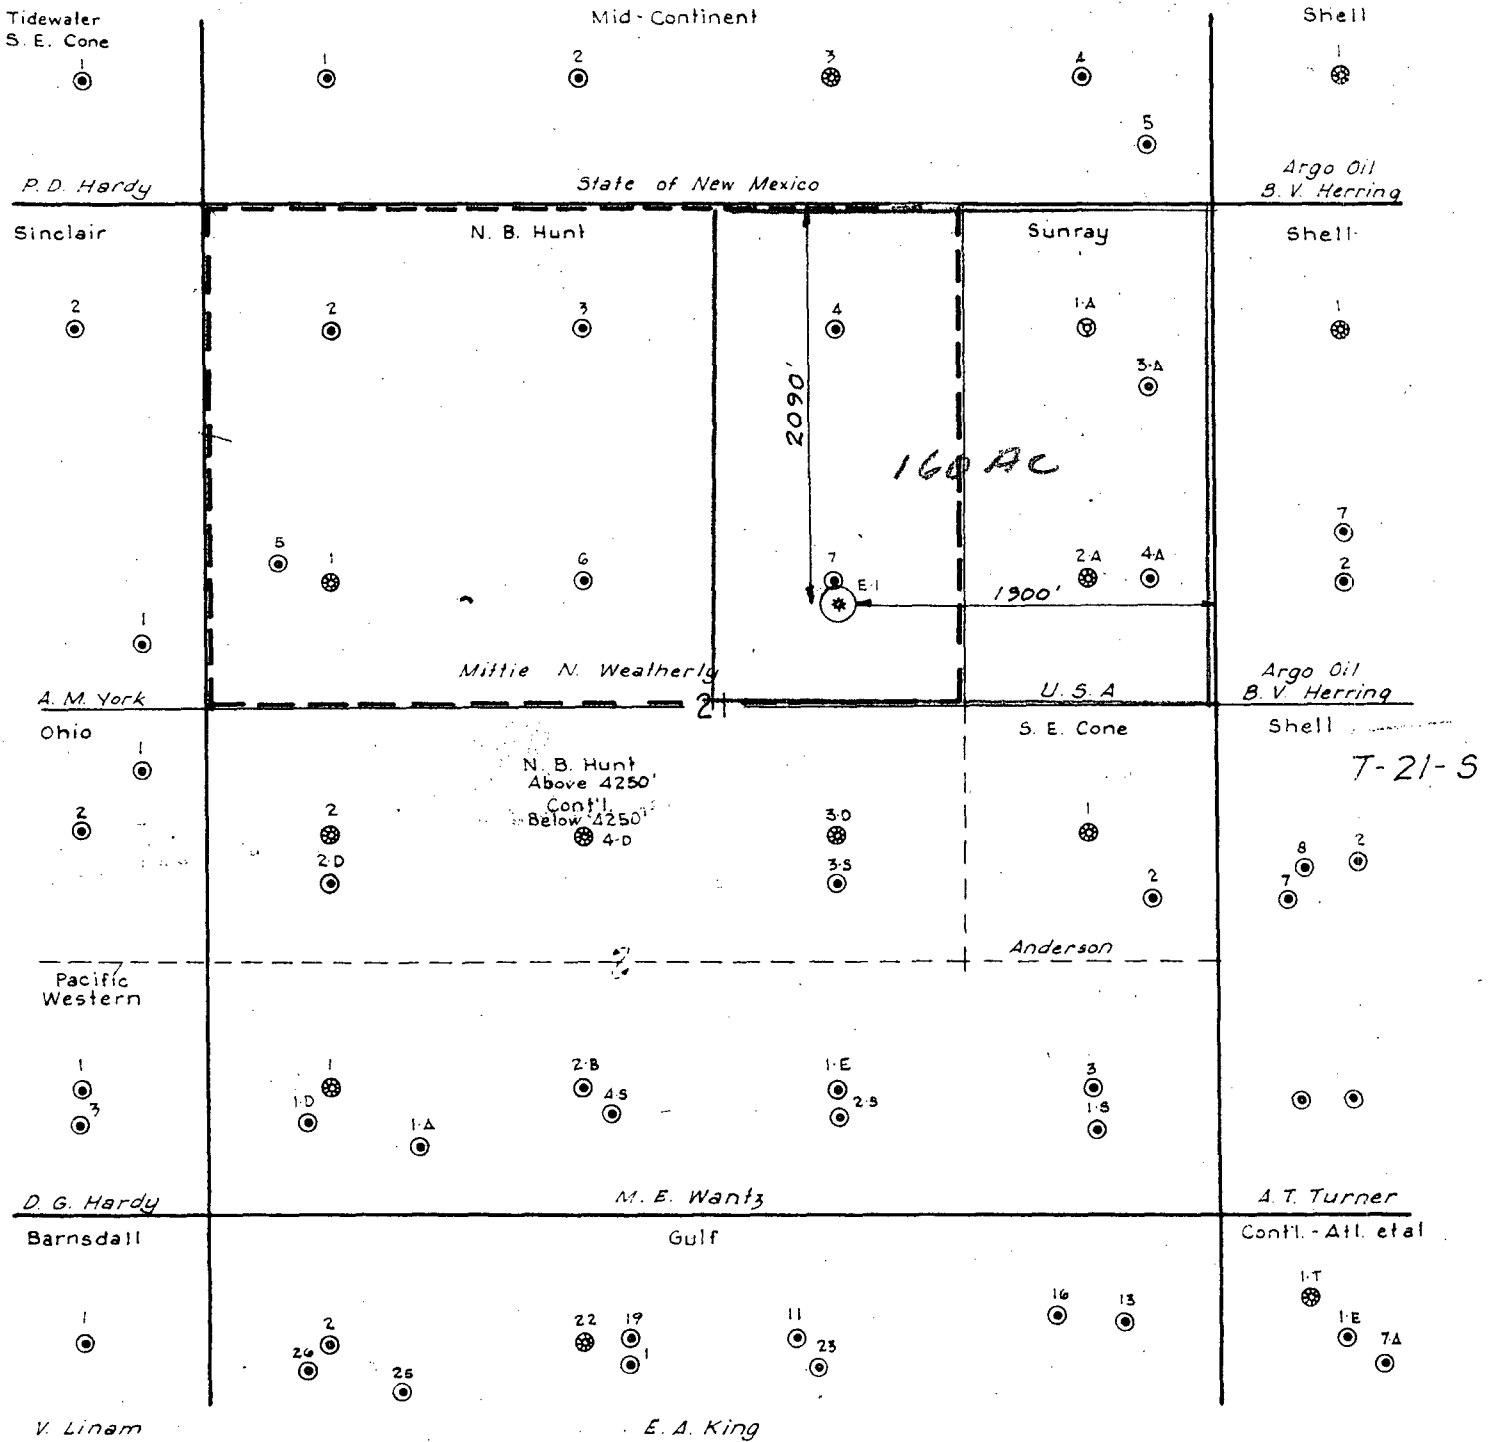 Tidewater
S. E. Cone
Mid-Continent
Shell
1
1
2
3
4
1
5
P. D. Hardy
State of New Mexico
Argo Oil
B. V. Herring
Sinclair
N. B. Hunt
Sunray
Shell
2
2
3
4
1-A
1
3-A
2090'
160 AC
5
1
6
7
E-1
2-A
4-A
7
2
1900'
1
Mittie N. Weatherly
A. M. York
U. S. A
Argo Oil
B. V. Herring
21
Ohio
S. E. Cone
Shell
1
N. B. Hunt
Above 4250'
Cont'l.
Below 4250'
T-21-S
2
2
4-D
3-D
1
8
2
2-D
3-S
2
7
Anderson
Pacific
Western
1
1
2-B
1-E
3
3
1-D
4-S
2-S
1-S
1-A
D. G. Hardy
M. E. Wantz
A. T. Turner
Barnsdall
Gulf
Cont'l. - Atl. et al
1-T
1
2
22
19
11
16
13
1-E
26
1
23
7-A
25
V. Linam
E. A. King